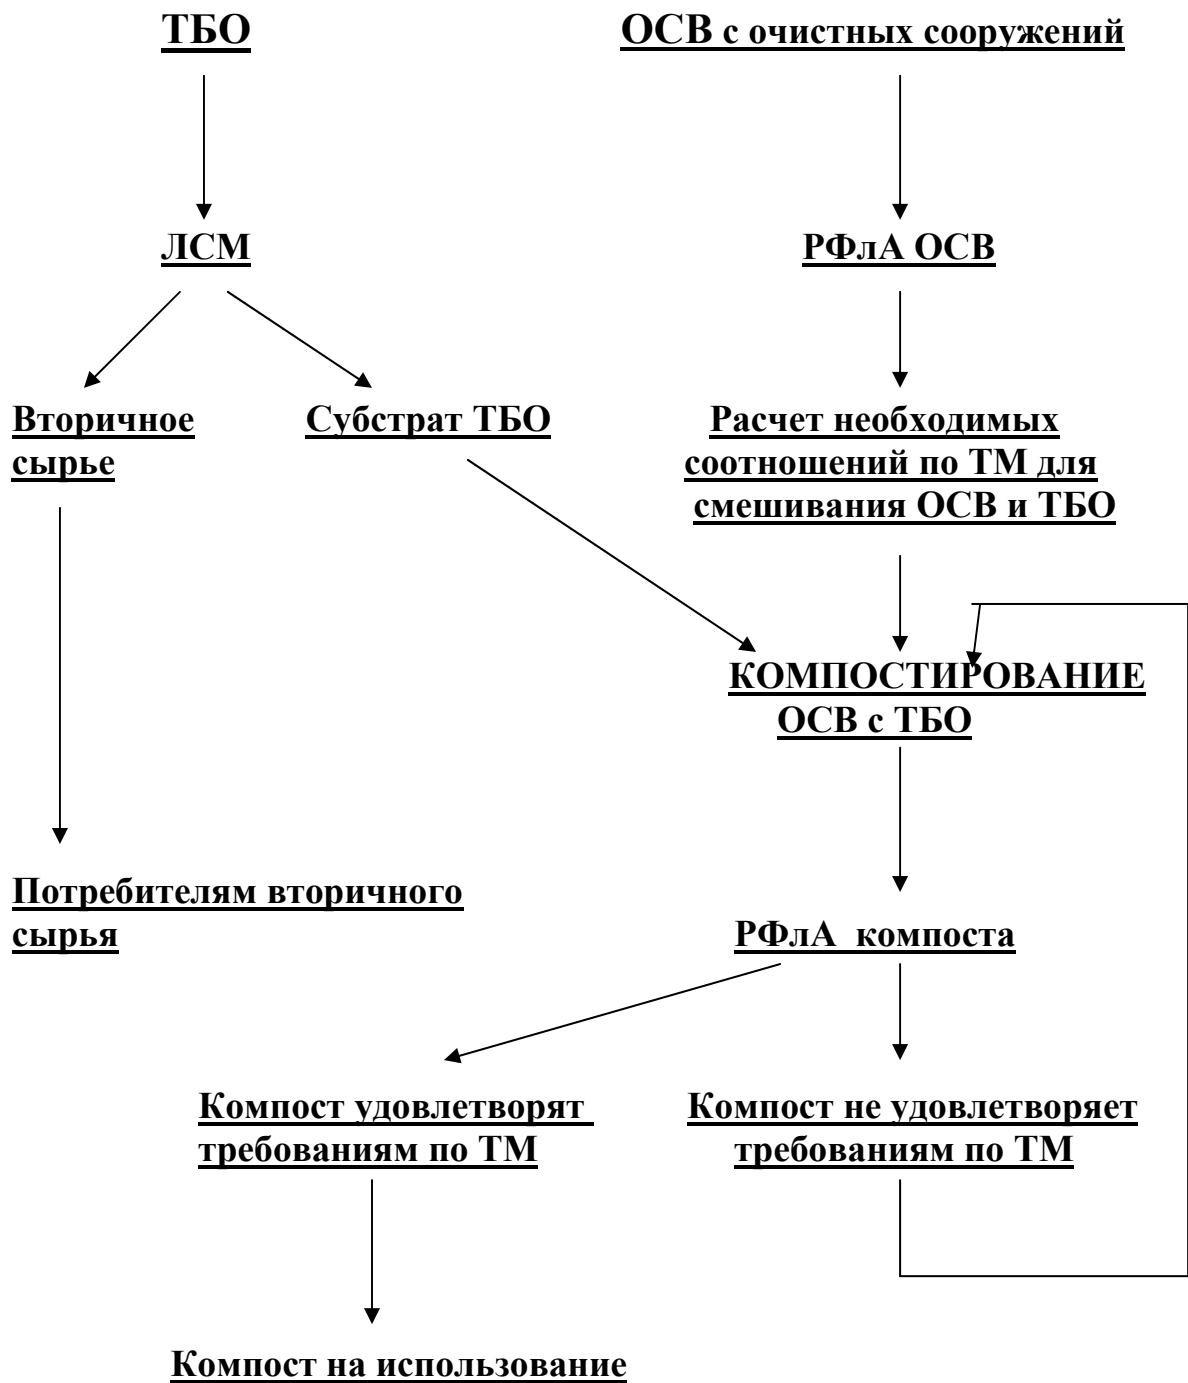 ТБО
ОСВ с очистных сооружений
ЛСМ
РФлА ОСВ
Вторичное
сырье
Субстрат ТБО
Расчет необходимых
соотношений по ТМ для
смешивания ОСВ и ТБО
КОМПОСТИРОВАНИЕ
ОСВ с ТБО
Потребителям вторичного
сырья
РФлА компоста
Компост удовлетворят
требованиям по ТМ
Компост не удовлетворяет
требованиям по ТМ
Компост на использование